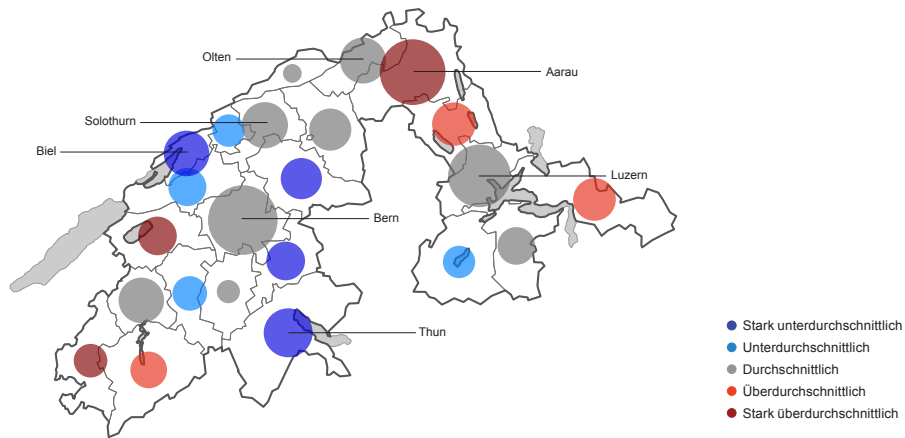 Olten
Aarau
Solothurn
Biel
Luzern
Bern
Thun
Stark unterdurchschnittlich
Unterdurchschnittlich
Durchschnittlich
Überdurchschnittlich
Stark überdurchschnittlich